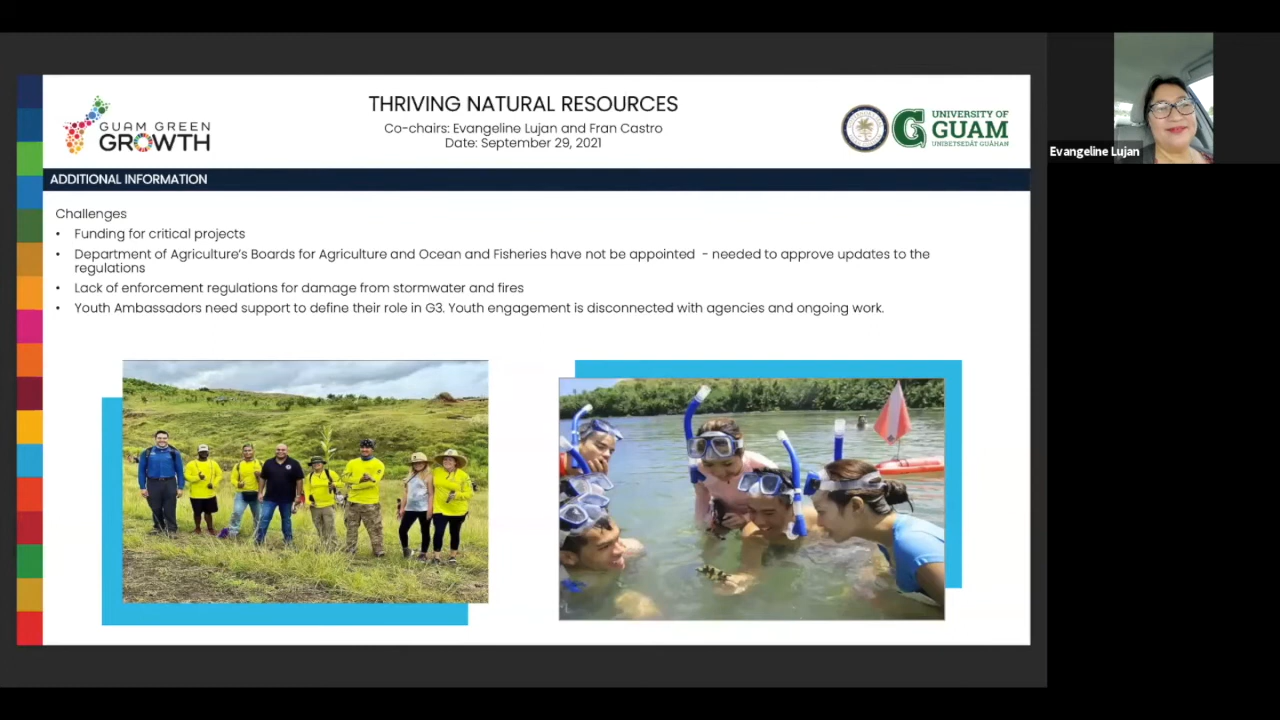 GUAM GREEN
GROWTH
THRIVING NATURAL RESOURCES
Co-chairs: Evangeline Lujan and Fran Castro
Date: September 29, 2021
UNIVERSITY OF
GUAM
UNIBETSEDÅT GUÅHAN
Evangeline Lujan
ADDITIONAL INFORMATION
Challenges
• Funding for critical projects
• Department of Agriculture's Boards for Agriculture and Ocean and Fisheries have not be appointed - needed to approve updates to the
regulations
• Lack of enforcement regulations for damage from stormwater and fires
• Youth Ambassadors need support to define their role in G3. Youth engagement is disconnected with agencies and ongoing work.